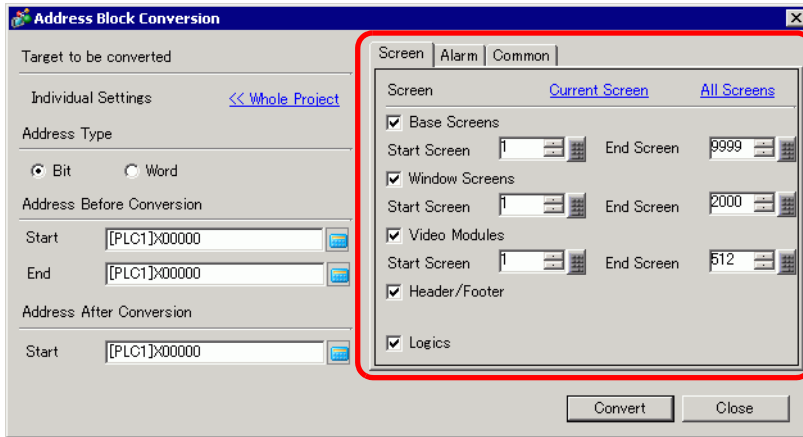 Address Block Conversion
Target to be converted
Individual Settings << Whole Project
Address Type
Bit Word
Address Before Conversion
Start [PLC1]X00000
End [PLC1]X00000
Address After Conversion
Start [PLC1]X00000
Screen Alarm Common
Screen Current Screen All Screens
Base Screens
Start Screen 1 End Screen 9999
Window Screens
Start Screen 1 End Screen 2000
Video Modules
Start Screen 1 End Screen 512
Header/Footer
Logics
Convert Close